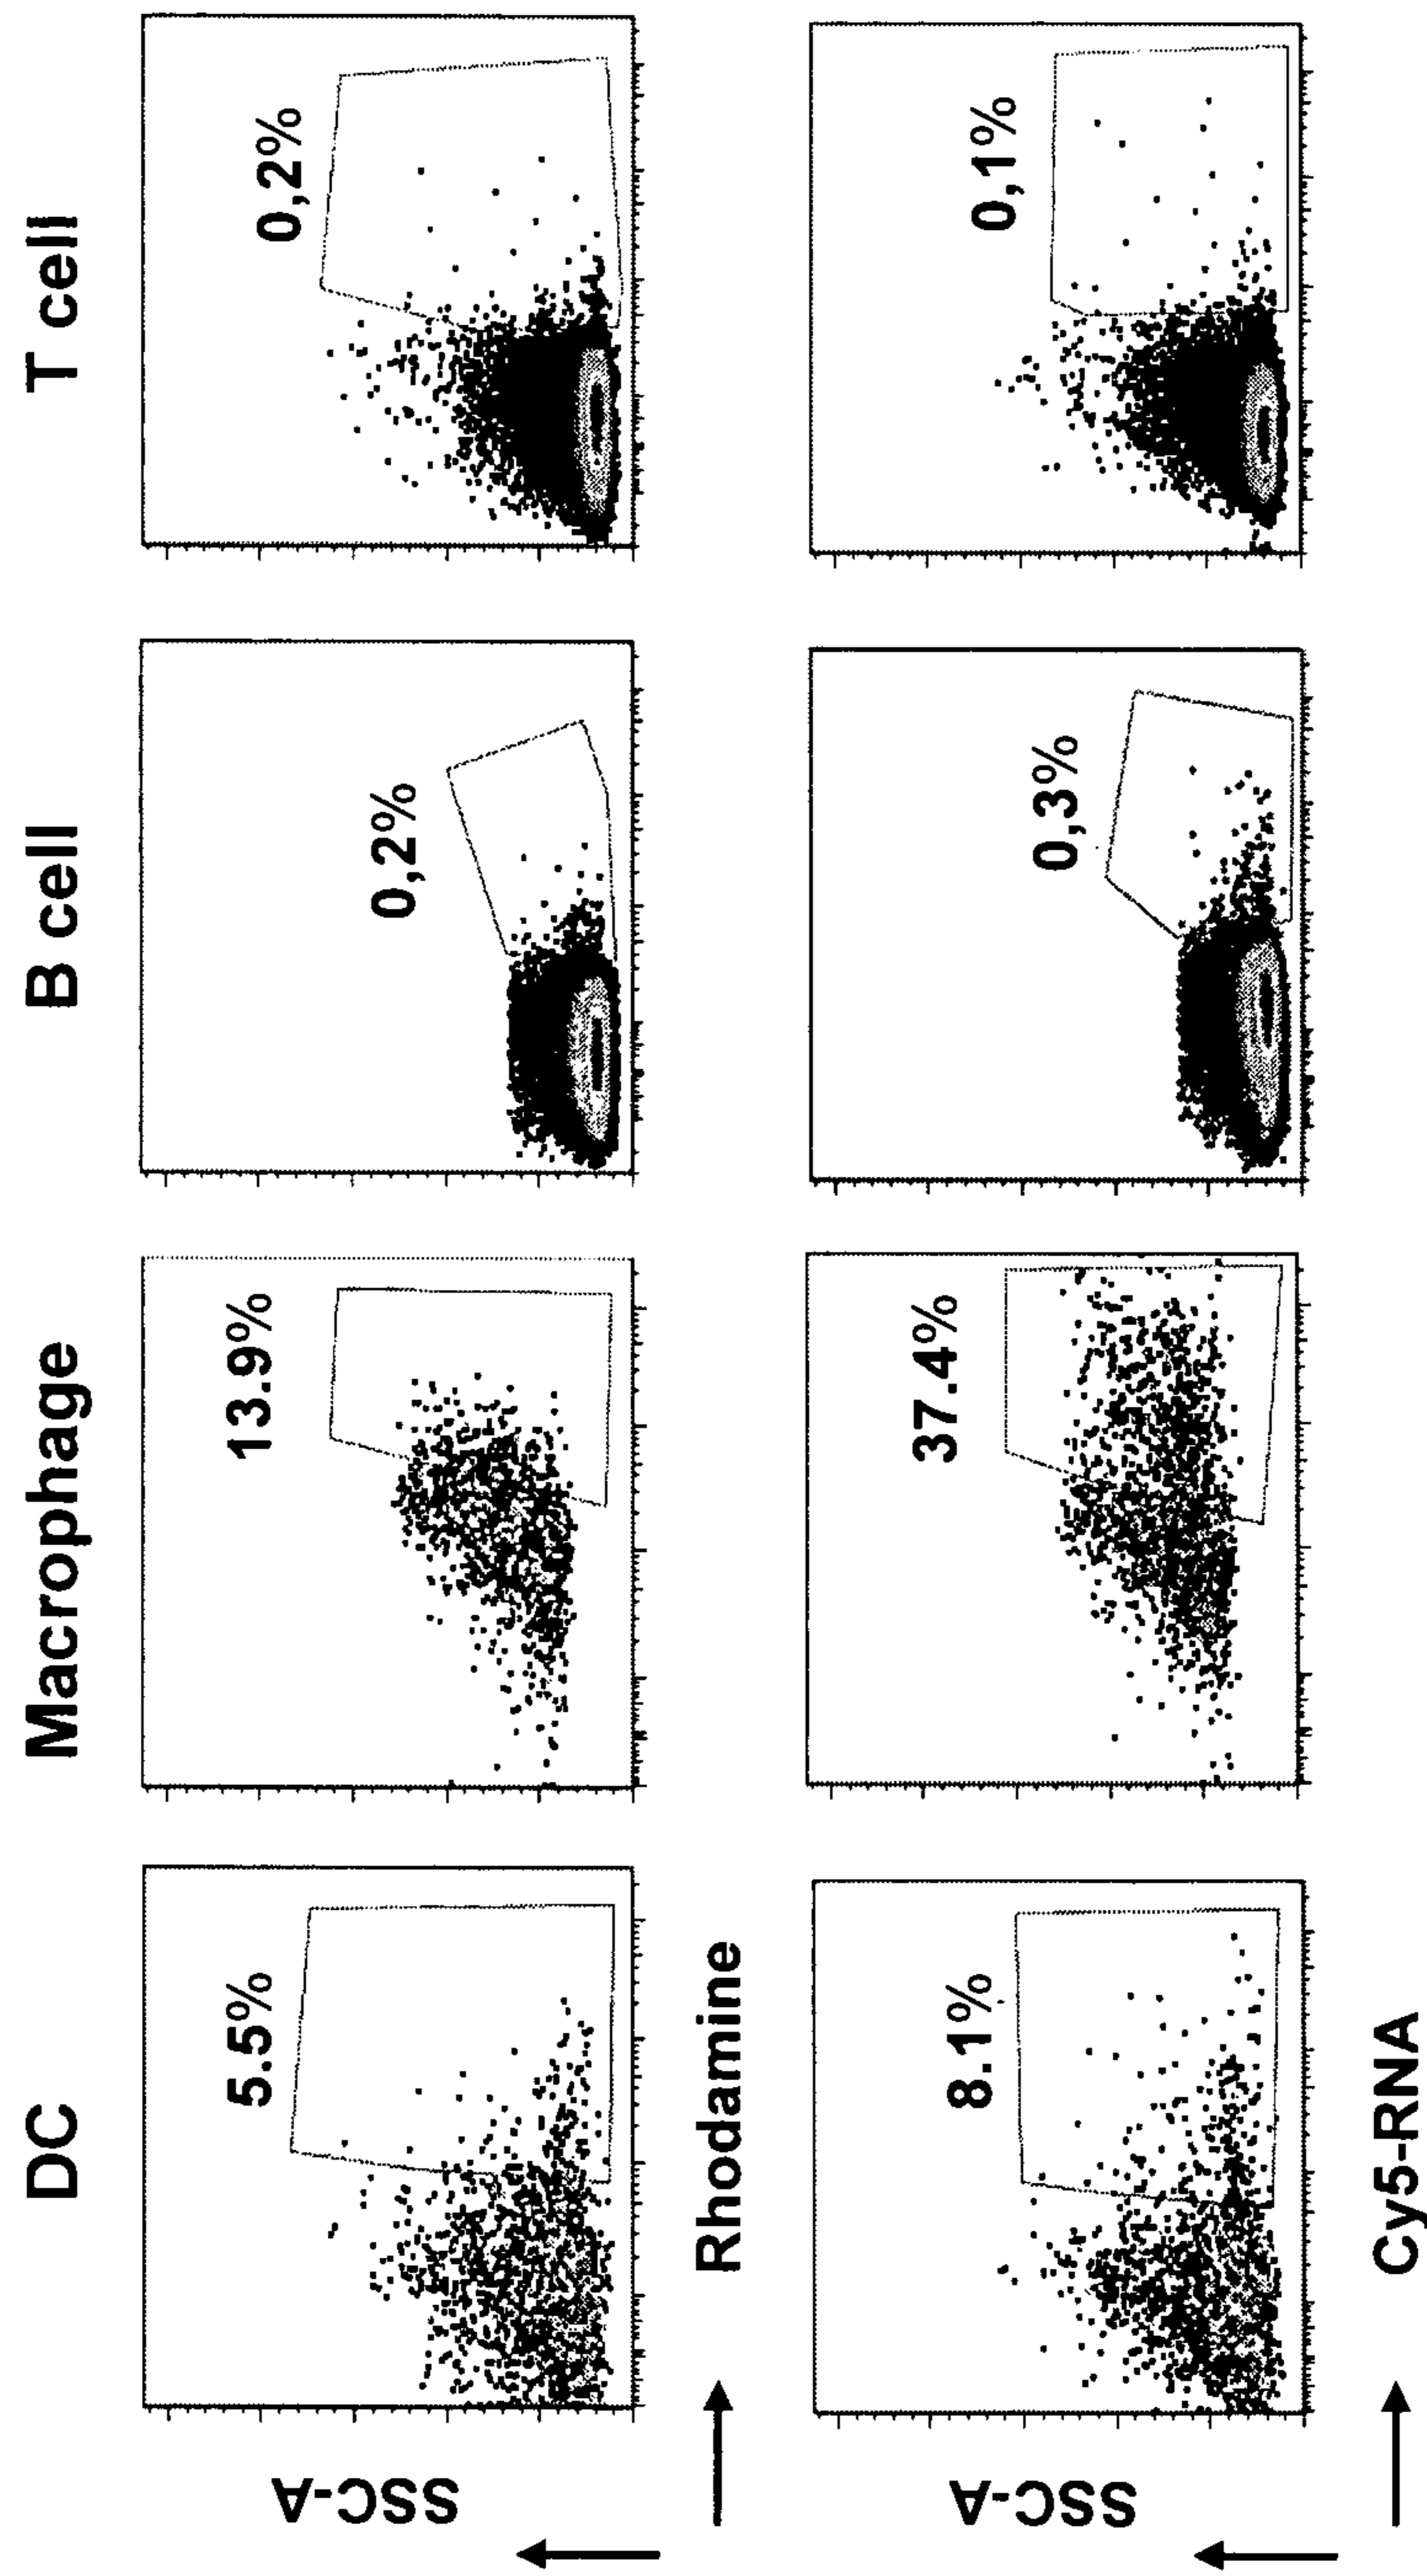 DC Macrophage B cell T cell
SSC-A
5.5% 13.9% 0,2% 0,2%
Rhodamine
SSC-A
8.1% 37.4% 0,3% 0,1%
Cy5-RNA